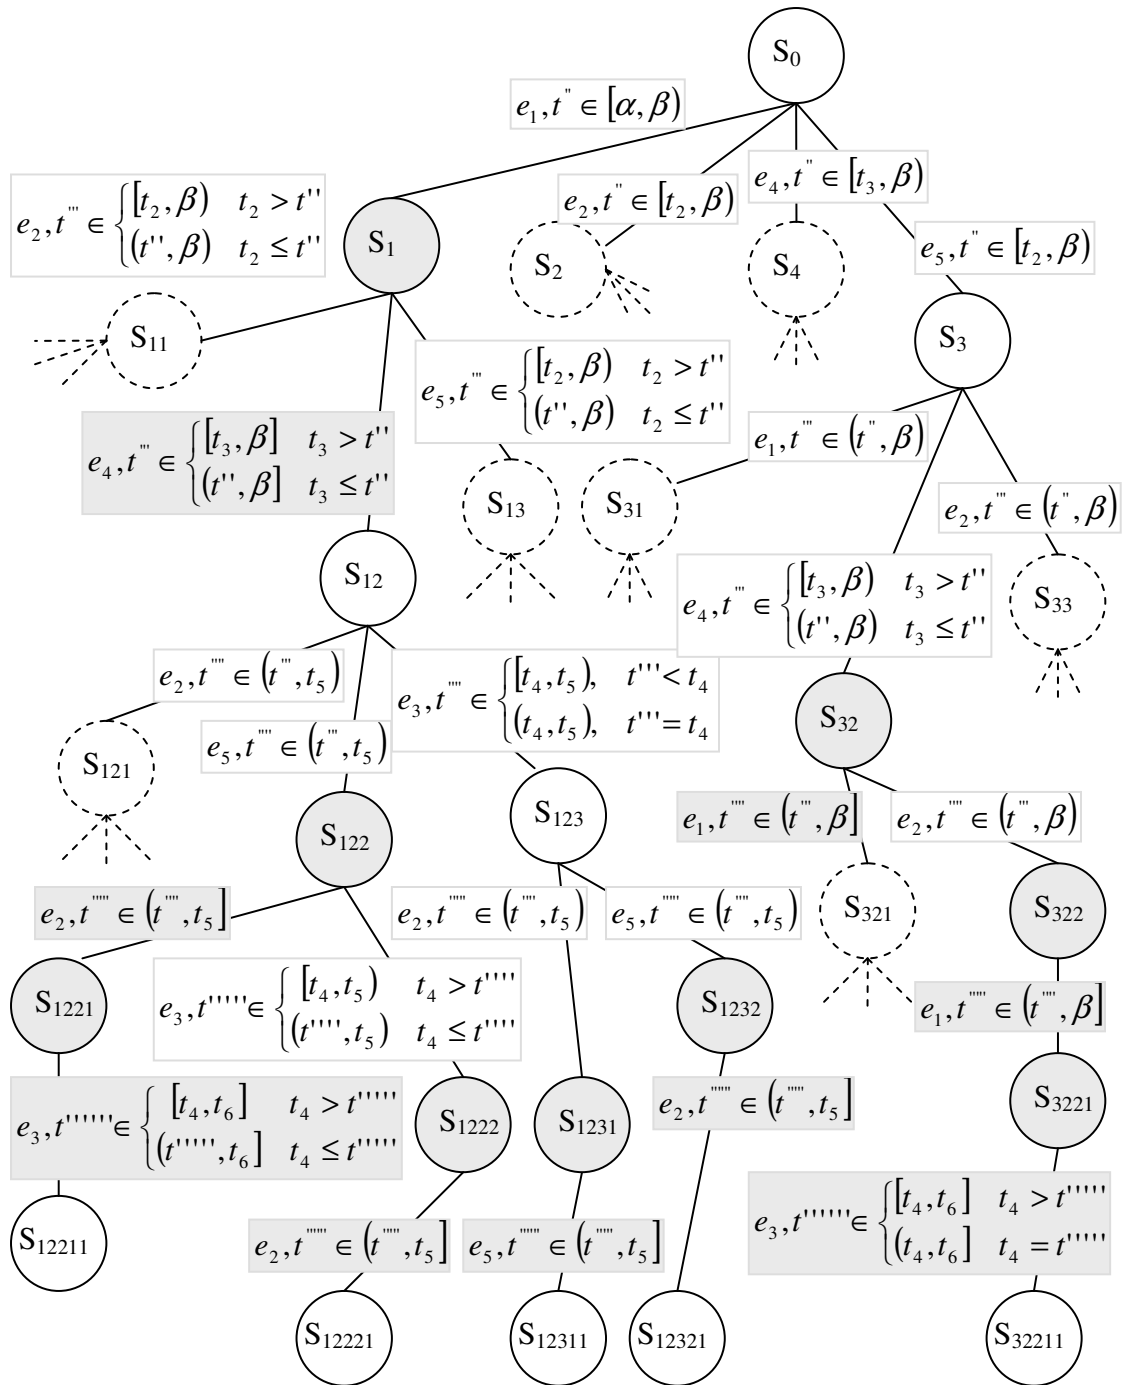 S₀
e₁, t'' ∈ [α, β)
e₂, t''' ∈ { [t₂, β) t₂ > t''
(t'', β) t₂ ≤ t''
e₂, t'' ∈ [t₂, β)
e₄, t'' ∈ [t₃, β)
e₅, t'' ∈ [t₂, β)
S₁
S₂
S₄
S₃
S₁₁
e₅, t''' ∈ { [t₂, β) t₂ > t''
(t'', β) t₂ ≤ t''
e₄, t''' ∈ { [t₃, β] t₃ > t''
(t'', β] t₃ ≤ t''
e₁, t''' ∈ (t'', β)
e₂, t''' ∈ (t'', β)
S₁₃
S₃₁
S₁₂
e₄, t''' ∈ { [t₃, β) t₃ > t''
(t'', β) t₃ ≤ t''
S₃₃
e₂, t'''' ∈ (t''', t₅)
e₃, t'''' ∈ { [t₄, t₅), t''' < t₄
(t₄, t₅), t''' = t₄
e₅, t'''' ∈ (t''', t₅)
S₃₂
S₁₂₁
S₁₂₂
S₁₂₃
e₁, t'''' ∈ (t''', β]
e₂, t'''' ∈ (t''', β)
e₂, t''''' ∈ (t'''', t₅]
e₂, t''''' ∈ (t'''', t₅)
e₅, t''''' ∈ (t'''', t₅)
S₃₂₁
S₃₂₂
S₁₂₂₁
e₃, t''''' ∈ { [t₄, t₅) t₄ > t''''
(t'''', t₅) t₄ ≤ t''''
S₁₂₃₂
e₁, t''''' ∈ (t'''', β]
e₃, t'''''' ∈ { [t₄, t₆] t₄ > t'''''
(t''''', t₆] t₄ ≤ t'''''
S₁₂₂₂
S₁₂₃₁
e₂, t'''''' ∈ (t''''', t₅]
S₃₂₂₁
e₃, t'''''' ∈ { [t₄, t₆] t₄ > t'''''
(t₄, t₆] t₄ = t'''''
S₁₂₂₁₁
e₂, t'''''' ∈ (t''''', t₅]
e₅, t'''''' ∈ (t''''', t₅]
S₁₂₂₂₁
S₁₂₃₁₁
S₁₂₃₂₁
S₃₂₂₁₁